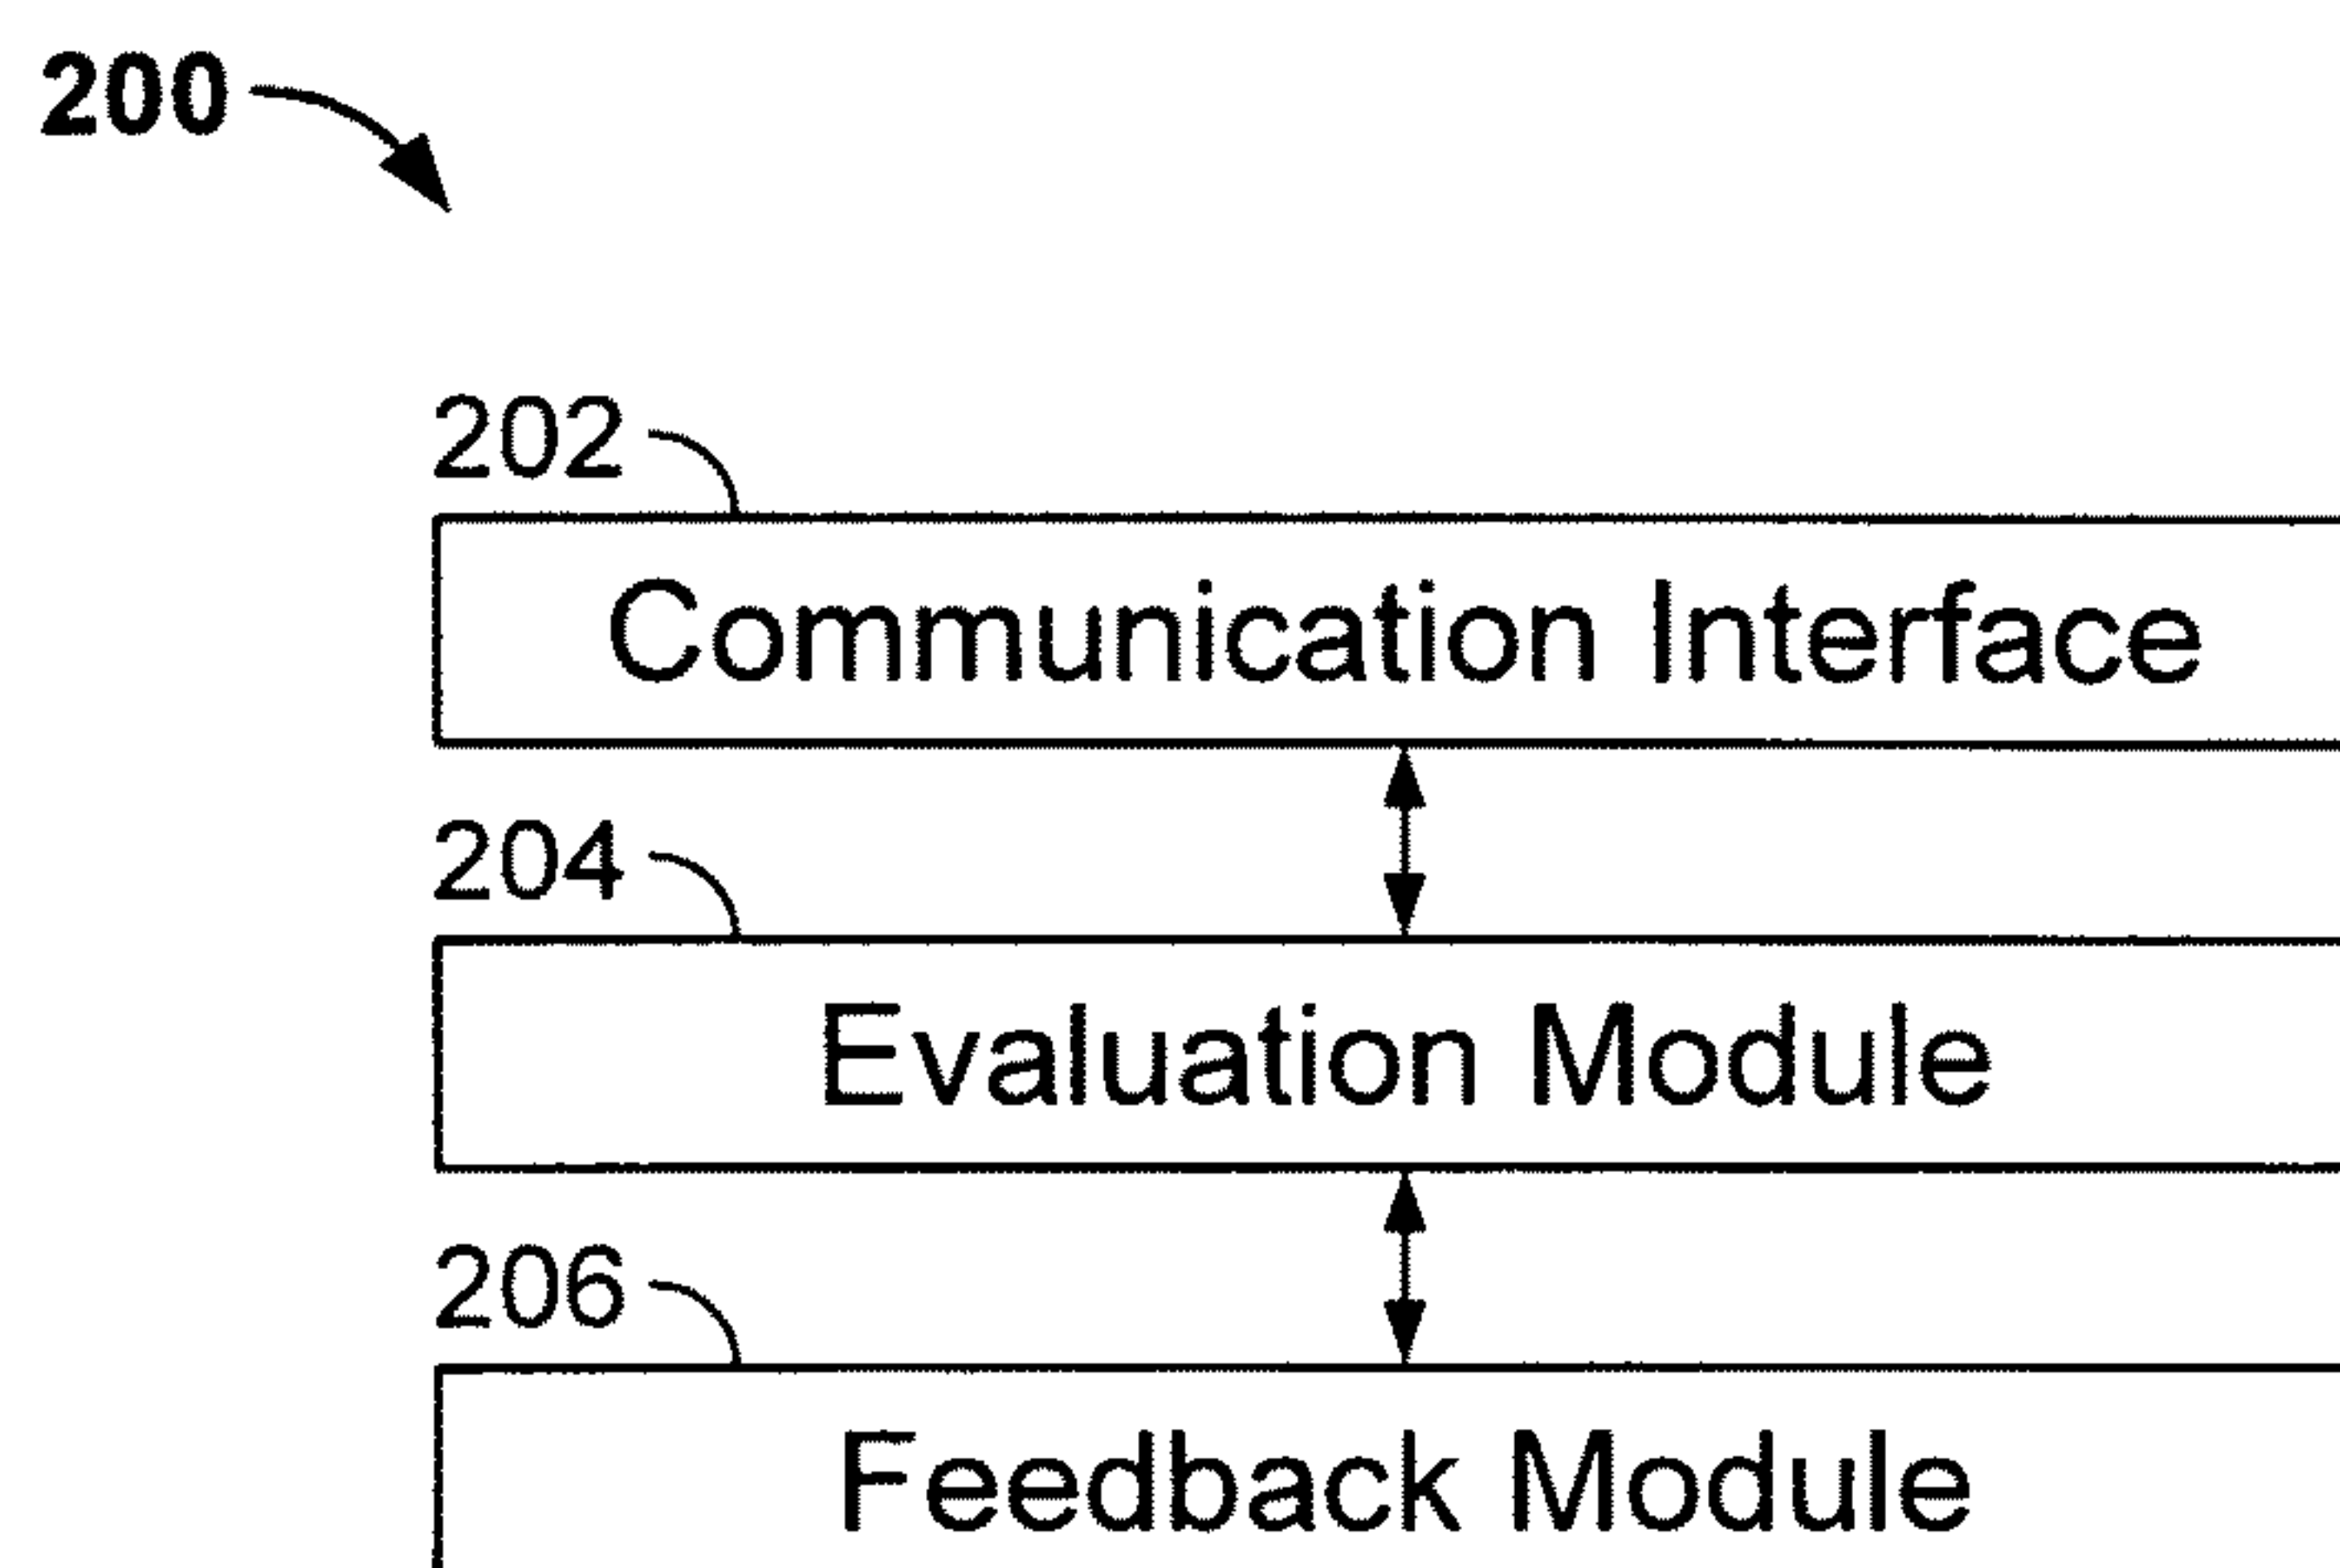 200
202
Communication Interface
204
Evaluation Module
206
Feedback Module